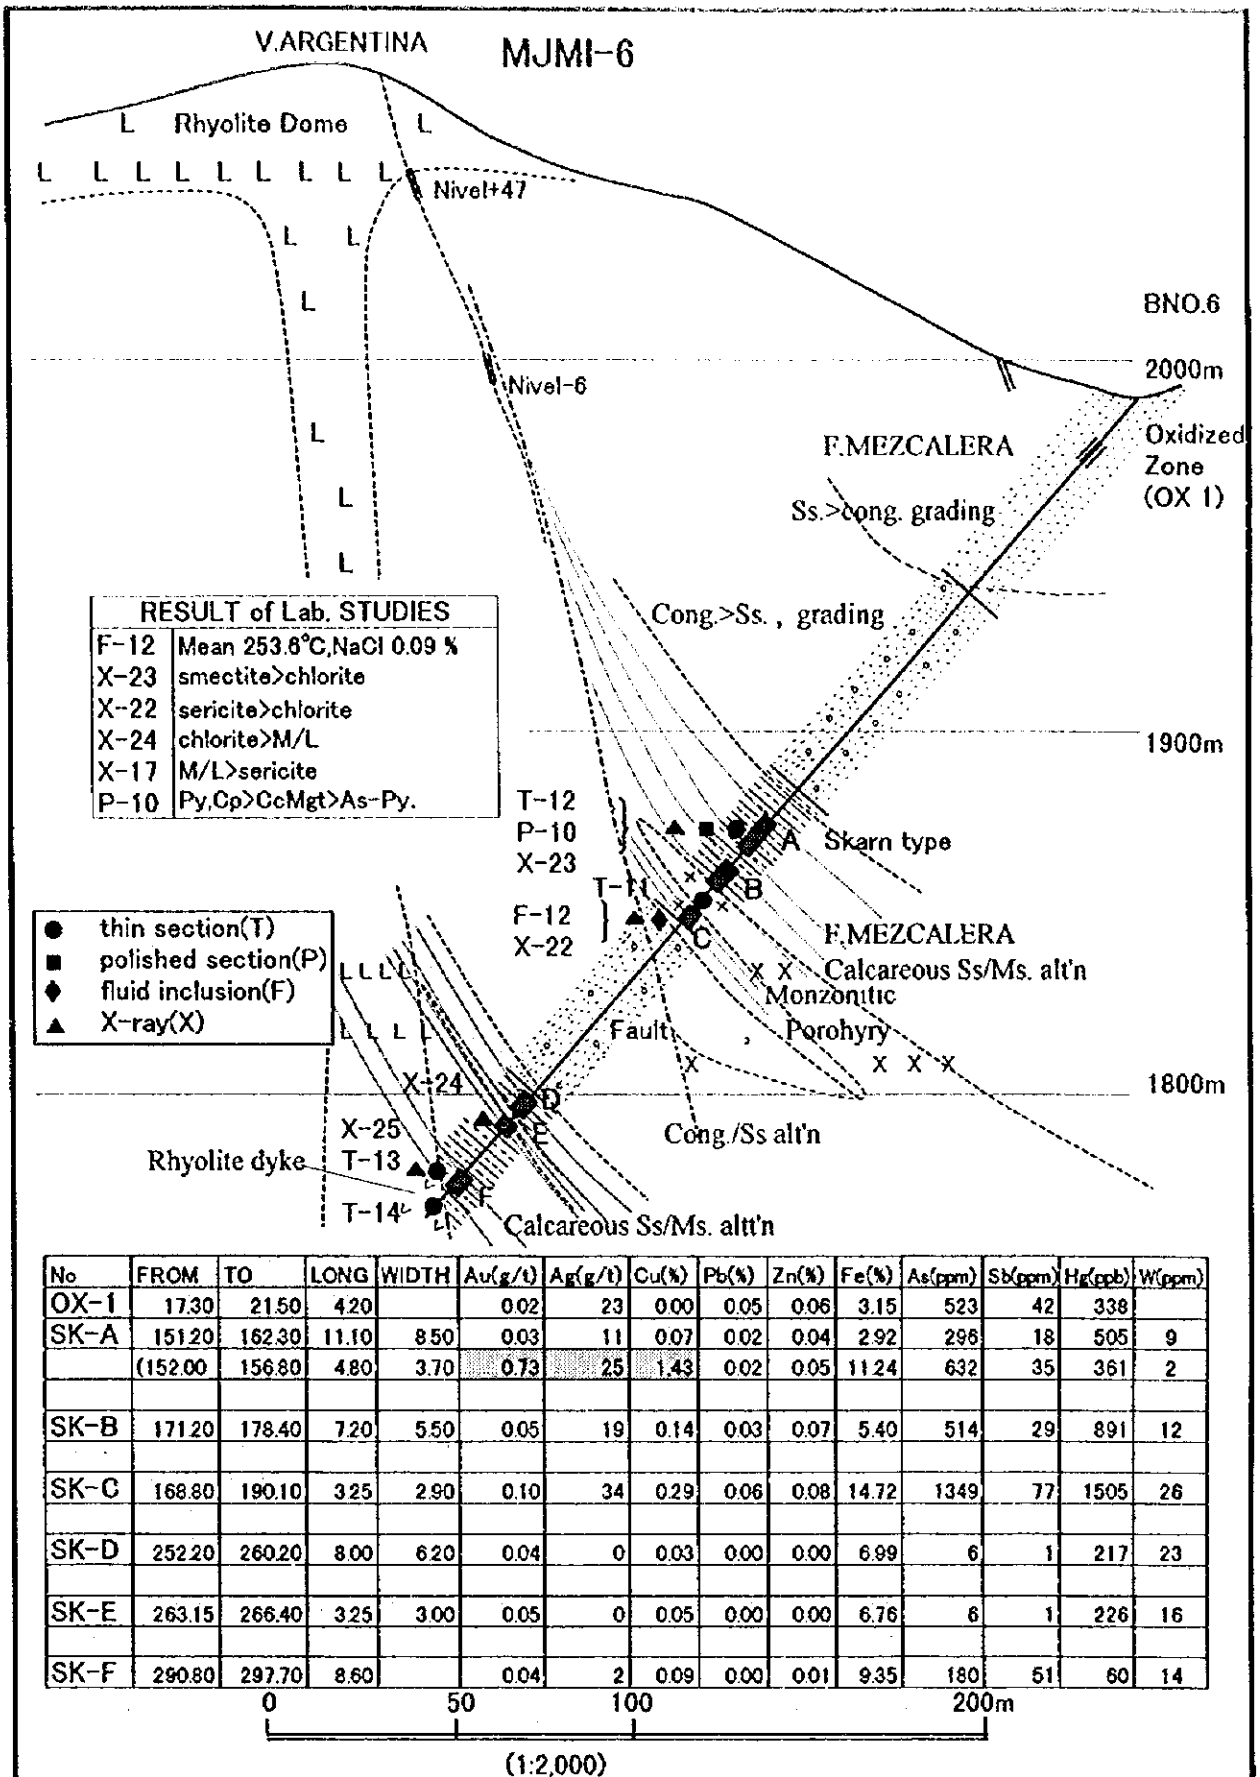 V.ARGENTINA
MJMI-6
L Rhyolite Dome L
L L L L L L L L L
Nivel+47
L L
L
BNO.6
2000m
Nivel-6
L
F.MEZCALERA
Oxidized
Zone
(OX 1)
L
Ss.>cong. grading
L
RESULT of Lab. STUDIES
F-12 Mean 253.6°C,NaCl 0.09 %
X-23 smectite>chlorite
X-22 sericite>chlorite
X-24 chlorite>M/L
X-17 M/L>sericite
P-10 Py,Cp>CcMgt>As-Py.
Cong.>Ss. , grading
1900m
T-12
P-10
X-23
A
Skarn type
B
T-11
F-12
X-22
C
F.MEZCALERA
Calcareous Ss/Ms. alt'n
X X
Monzonitic
Porohyry
X X X X
Fault
thin section(T)
polished section(P)
fluid inclusion(F)
X-ray(X)
L L L L
L L L L
X-24
D
1800m
X-25
E
Cong./Ss alt'n
T-13
Rhyolite dyke
F
T-14
Calcareous Ss/Ms. altt'n
No FROM TO LONG WIDTH Au(g/t) Ag(g/t) Cu(%) Pb(%) Zn(%) Fe(%) As(ppm) Sb(ppm) Hg(ppb) W(ppm)
OX-1 17.30 21.50 4.20 0.02 23 0.00 0.05 0.06 3.15 523 42 338
SK-A 151.20 162.30 11.10 8.50 0.03 11 0.07 0.02 0.04 2.92 296 18 505 9
(152.00 156.80 4.80 3.70 0.73 25 1.43 0.02 0.05 11.24 632 35 361 2
SK-B 171.20 178.40 7.20 5.50 0.05 19 0.14 0.03 0.07 5.40 514 29 891 12
SK-C 168.80 190.10 3.25 2.90 0.10 34 0.29 0.06 0.08 14.72 1349 77 1505 26
SK-D 252.20 260.20 8.00 6.20 0.04 0 0.03 0.00 0.00 6.99 6 1 217 23
SK-E 263.15 266.40 3.25 3.00 0.05 0 0.05 0.00 0.00 6.76 6 1 226 16
SK-F 290.80 297.70 8.60 0.04 2 0.09 0.00 0.01 9.35 180 51 60 14
0 50 100 200m
(1:2,000)